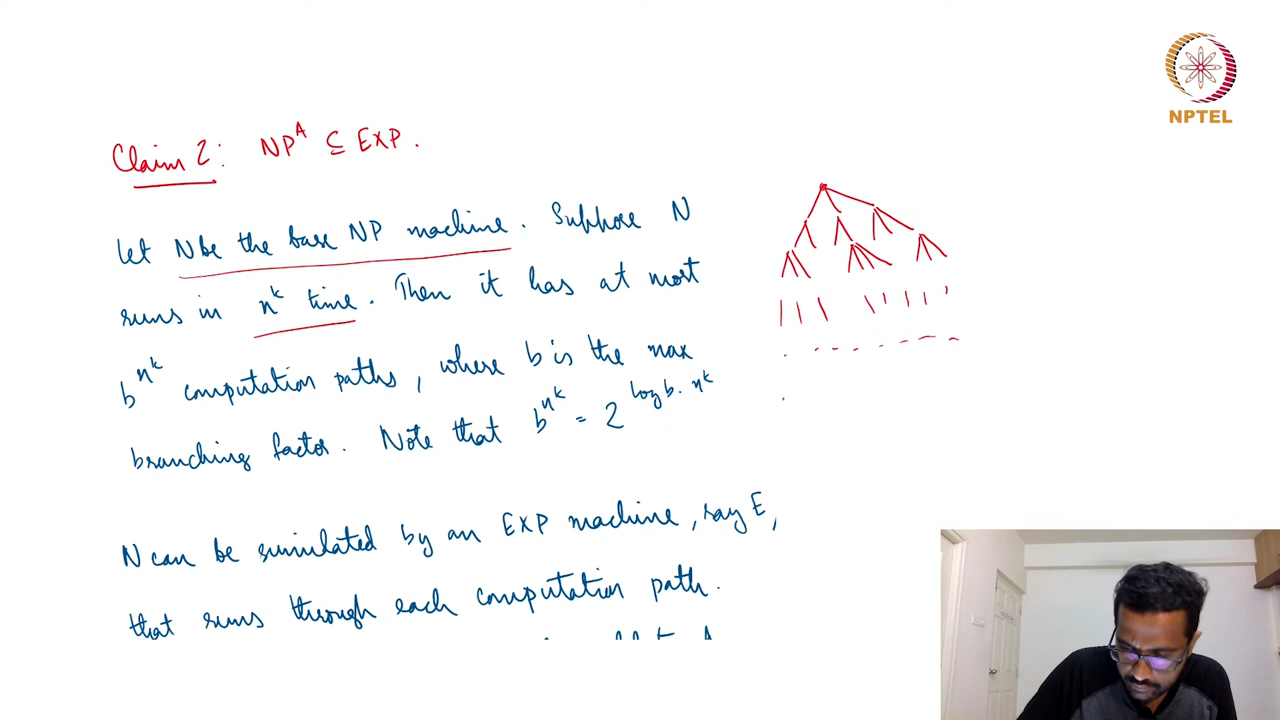 NPTEL
Claim 2: NP^A ⊆ EXP.
Let N be the base NP machine. Suppose N
runs in n^k time. Then it has at most
b^{n^k} computation paths, where b is the max
branching factor. Note that b^{n^k} = 2^{log b · n^k}
N can be simulated by an EXP machine, say E,
that runs through each computation path.